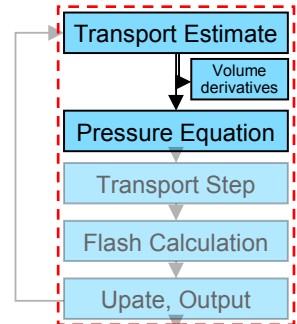 Transport Estimate
Volume
derivatives
Pressure Equation
Transport Step
Flash Calculation
Upate, Output